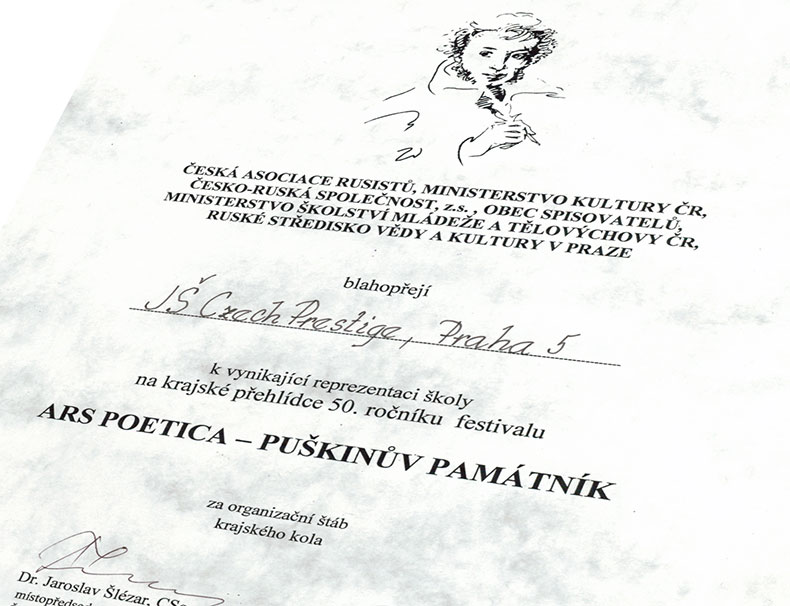 ČESKÁ ASOCIACE RUSISTŮ, MINISTERSTVO KULTURY ČR,
ČESKO-RUSKÁ SPOLEČNOST, z.s., OBEC SPISOVATELŮ,
MINISTERSTVO ŠKOLSTVÍ MLÁDEŽE A TĚLOVÝCHOVY ČR,
RUSKÉ STŘEDISKO VĚDY A KULTURY V PRAZE
blahopřejí
JŠ Czech Prestige, Praha 5
k vynikající reprezentaci školy
na krajské přehlídce 50. ročníku festivalu
ARS POETICA – PUŠKINŮV PAMÁTNÍK
za organizační štáb
krajského kola
Dr. Jaroslav Šlézar, CSc
místopředsed